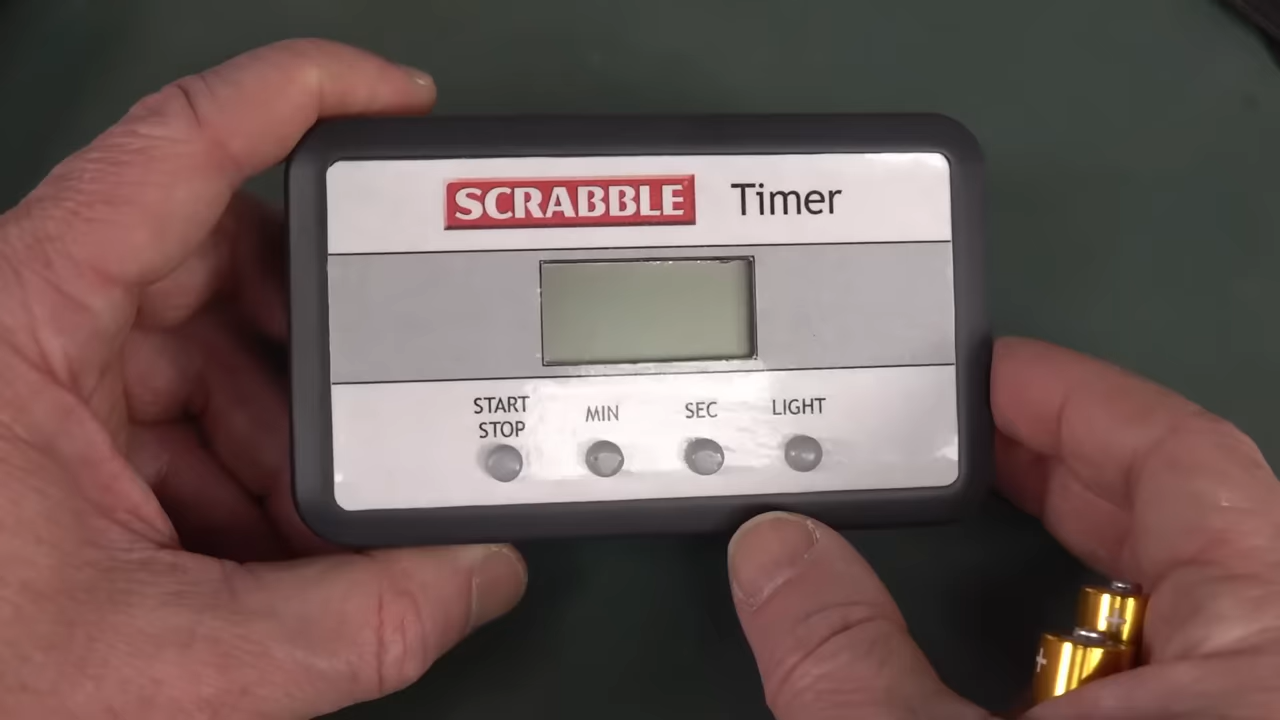 SCRABBLE Timer
START STOP
MIN
SEC
LIGHT
+
+